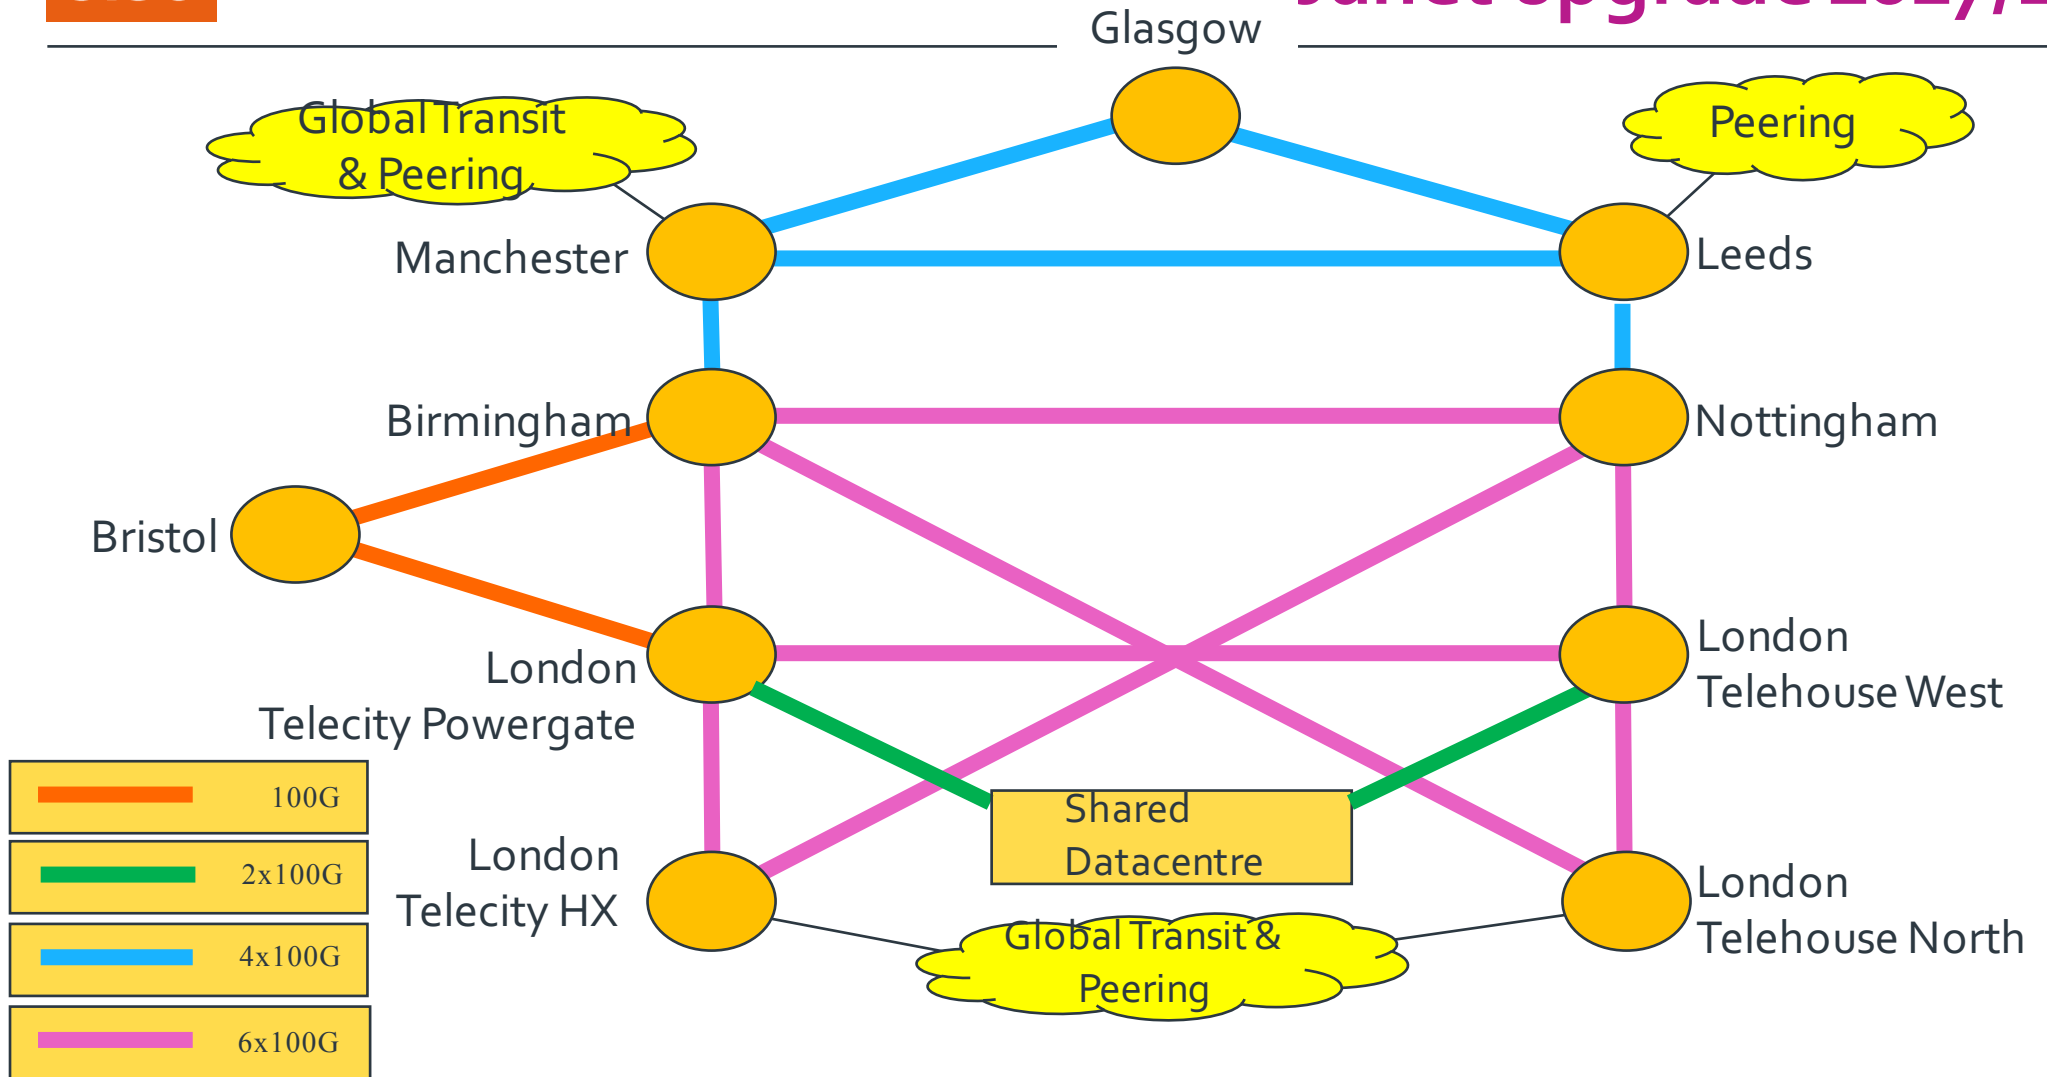 Upgrade
Glasgow
Global Transit
& Peering
Peering
Manchester
Leeds
Birmingham
Nottingham
Bristol
London
Telecity Powergate
London
Telehouse West
100G
2x100G
4x100G
6x100G
Shared
Datacentre
London
Telecity HX
London
Telehouse North
Global Transit &
Peering